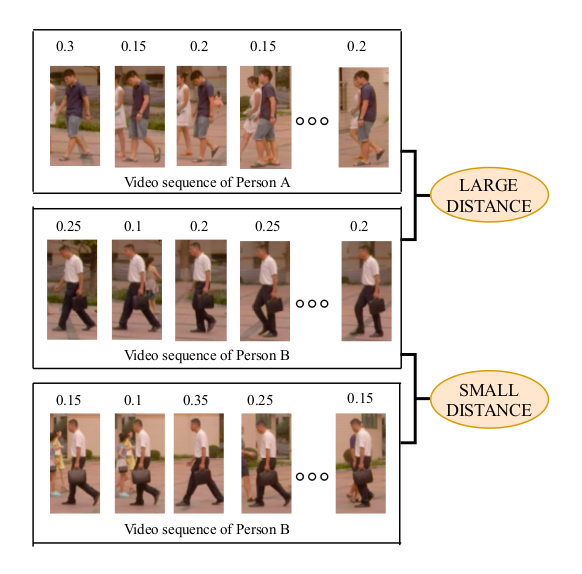 0.3 0.15 0.2 0.15 0.2
Video sequence of Person A
LARGE
DISTANCE
0.25 0.1 0.2 0.25 0.2
Video sequence of Person B
SMALL
DISTANCE
0.15 0.1 0.35 0.25 0.15
Video sequence of Person B